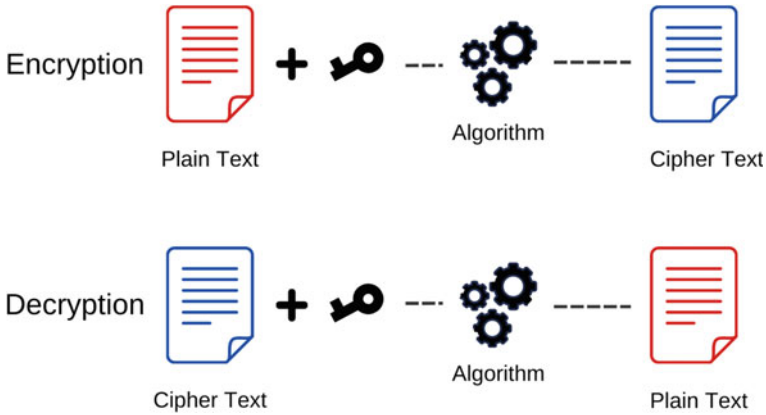 Encryption
Plain Text
Algorithm
Cipher Text
Decryption
Cipher Text
Algorithm
Plain Text